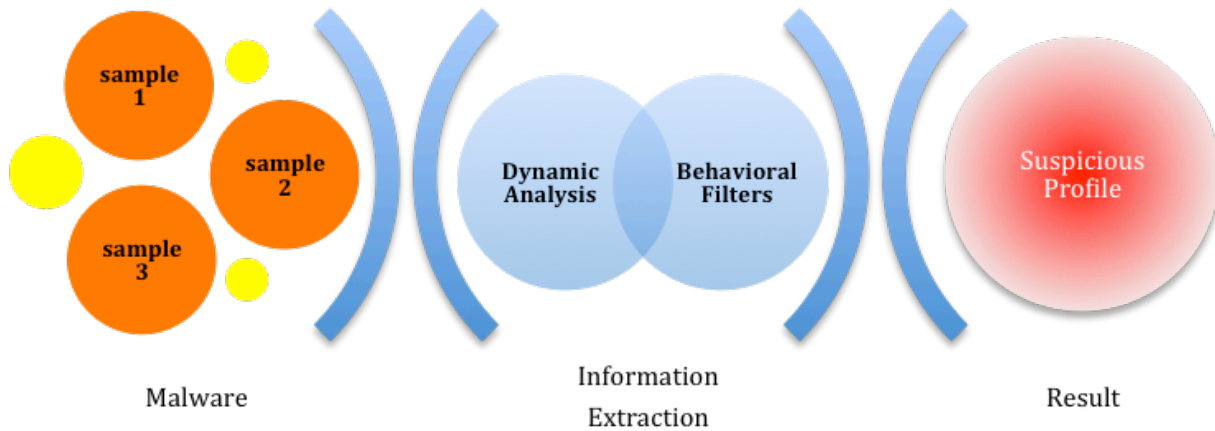 sample
1
sample
2
sample
3
Dynamic
Analysis
Behavioral
Filters
Suspicious
Profile
Malware
Information
Extraction
Result